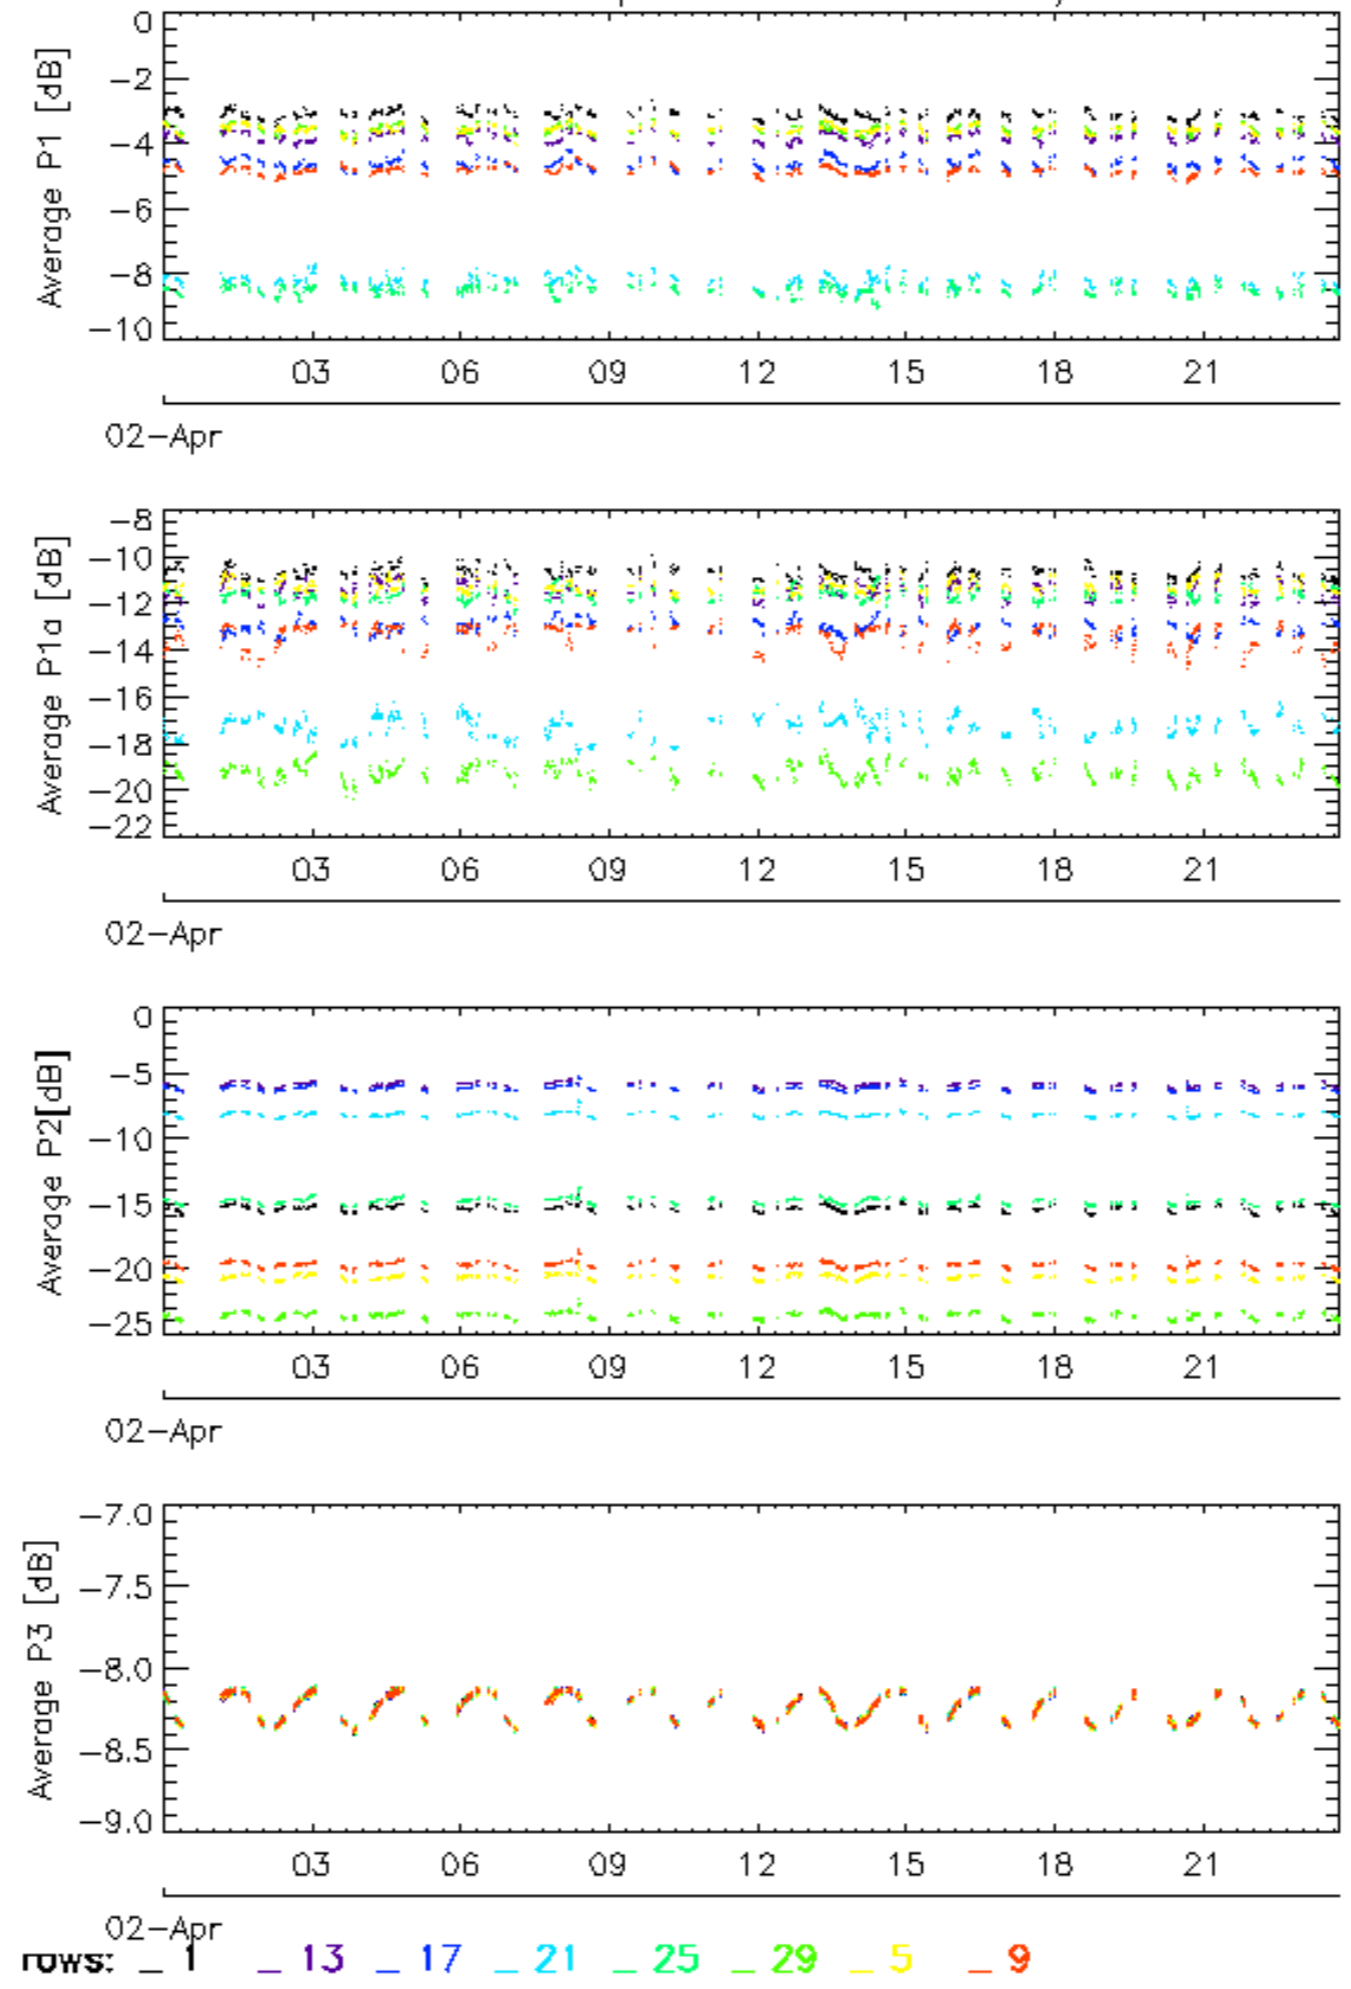 0
−2
−4
−6
−8
−10
Average P1 [dB]
03 06 09 12 15 18 21
02−Apr
−8
−10
−12
−14
−16
−18
−20
−22
Average P1a [dB]
03 06 09 12 15 18 21
02−Apr
0
−5
−10
−15
−20
−25
Average P2[dB]
03 06 09 12 15 18 21
02−Apr
−7.0
−7.5
−8.0
−8.5
−9.0
Average P3 [dB]
03 06 09 12 15 18 21
02−Apr
rows: _ 1 _ 13 _ 17 _ 21 _ 25 _ 29 _ 5 _ 9